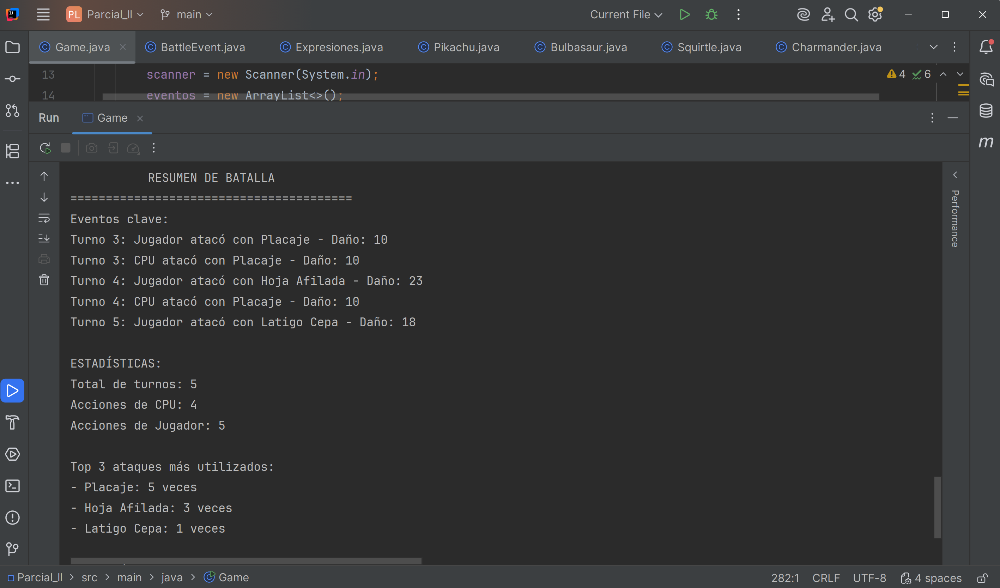 PL Parcial_II main Current File
Game.java BattleEvent.java Expresiones.java Pikachu.java Bulbasaur.java Squirtle.java Charmander.java
13 scanner = new Scanner(System.in); 4 6
14 eventos = new ArrayList<>();
Run Game
RESUMEN DE BATALLA
========================================
Eventos clave:
Turno 3: Jugador atacó con Placaje - Daño: 10
Turno 3: CPU atacó con Placaje - Daño: 10
Turno 4: Jugador atacó con Hoja Afilada - Daño: 23
Turno 4: CPU atacó con Placaje - Daño: 10
Turno 5: Jugador atacó con Latigo Cepa - Daño: 18
ESTADÍSTICAS:
Total de turnos: 5
Acciones de CPU: 4
Acciones de Jugador: 5
Top 3 ataques más utilizados:
- Placaje: 5 veces
- Hoja Afilada: 3 veces
- Latigo Cepa: 1 veces
Performance
Parcial_II > src > main > java > Game 282:1 CRLF UTF-8 4 spaces